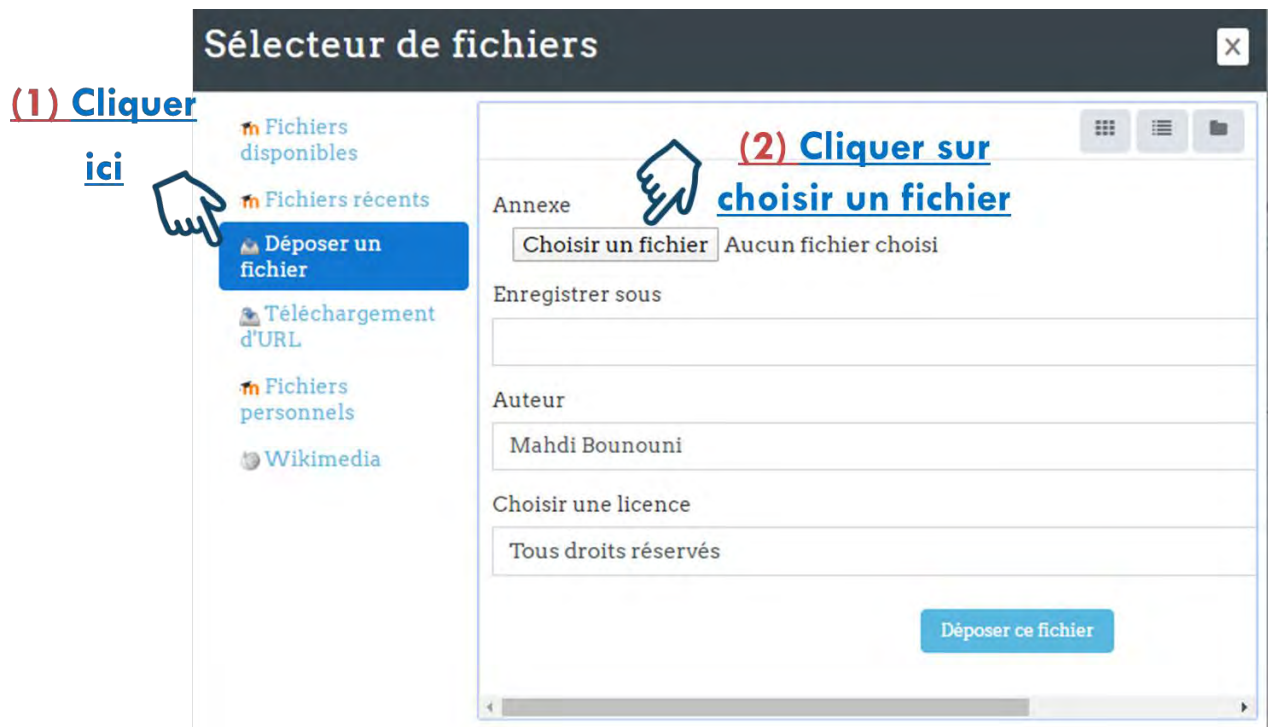 Sélecteur de fichiers
X
(1) Cliquer
ici
Fichiers
disponibles
Fichiers récents
Déposer un
fichier
Téléchargement
d'URL
Fichiers
personnels
Wikimedia
(2) Cliquer sur
choisir un fichier
Annexe
Choisir un fichier Aucun fichier choisi
Enregistrer sous
Auteur
Mahdi Bounouni
Choisir une licence
Tous droits réservés
Déposer ce fichier